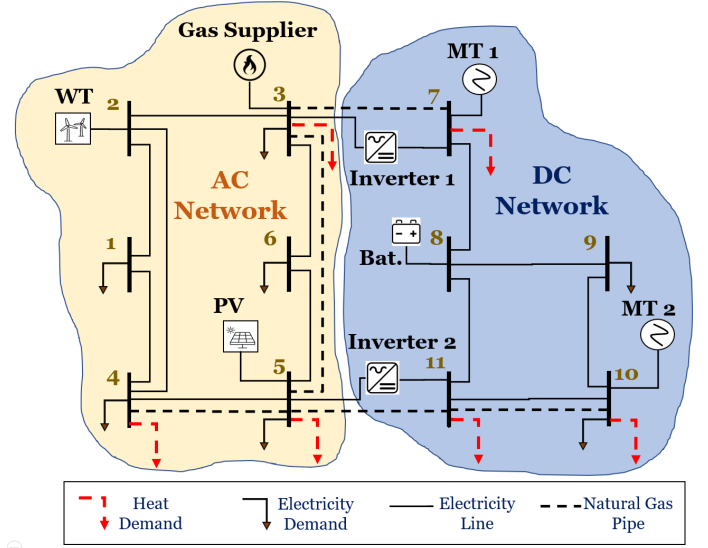 Gas Supplier
MT 1
WT
2
3
7
Inverter 1
AC
Network
DC
Network
1
6
8
9
Bat.
PV
MT 2
Inverter 2
4
5
11
10
Heat
Demand
Electricity
Demand
Electricity
Line
Natural Gas
Pipe